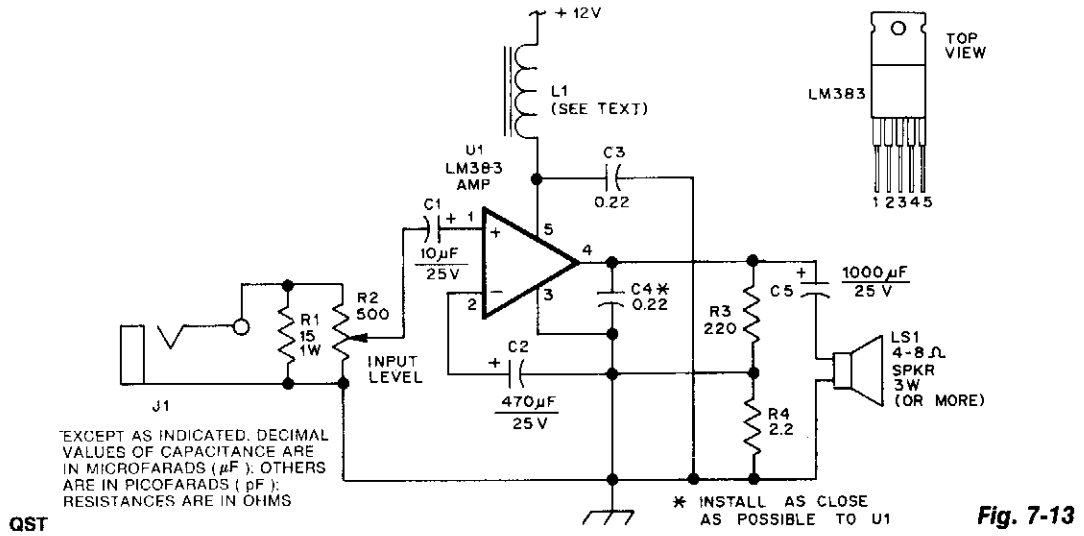 + 12V
TOP
VIEW
LM383
1 2 3 4 5
L1
(SEE TEXT)
U1
LM383
AMP
C3
0.22
C1
+
1
+
5
10µF
25V
4
−
2
3
C4*
0.22
+
1000µF
25V
C5
R3
220
R2
500
R1
15
1W
INPUT
LEVEL
C2
+
470µF
25V
LS1
4-8 Ω
SPKR
3W
(OR MORE)
R4
2.2
J1
EXCEPT AS INDICATED, DECIMAL
VALUES OF CAPACITANCE ARE
IN MICROFARADS ( µF ); OTHERS
ARE IN PICOFARADS ( pF );
RESISTANCES ARE IN OHMS
* INSTALL AS CLOSE
AS POSSIBLE TO U1
QST
Fig. 7-13